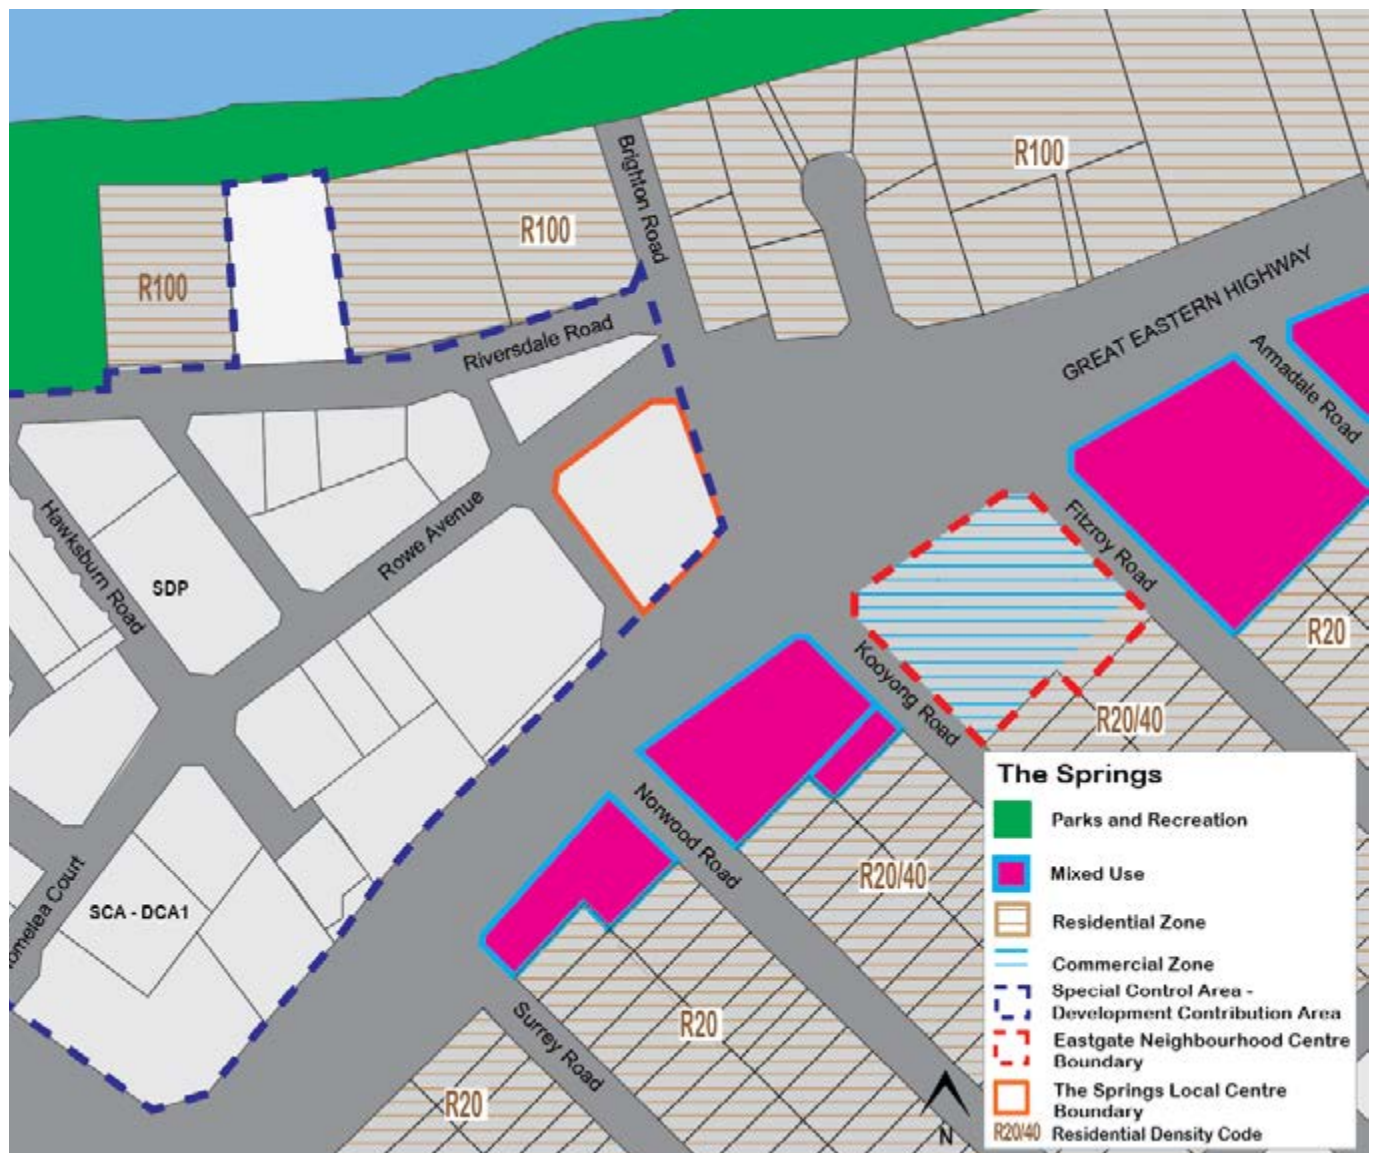 Brighton Road
R100
R100
R100
GREAT EASTERN HIGHWAY
Riversdale Road
Armadale Road
Hawksburn Road
Rowe Avenue
SDP
Fitzroy Road
R20
Kooyong Road
R20/40
Norwood Road
R20/40
SCA - DCA1
Court
R20
Surrey Road
R20
N
The Springs
Parks and Recreation
Mixed Use
Residential Zone
Commercial Zone
Special Control Area -
Development Contribution Area
Eastgate Neighbourhood Centre
Boundary
The Springs Local Centre
Boundary
R20/40 Residential Density Code